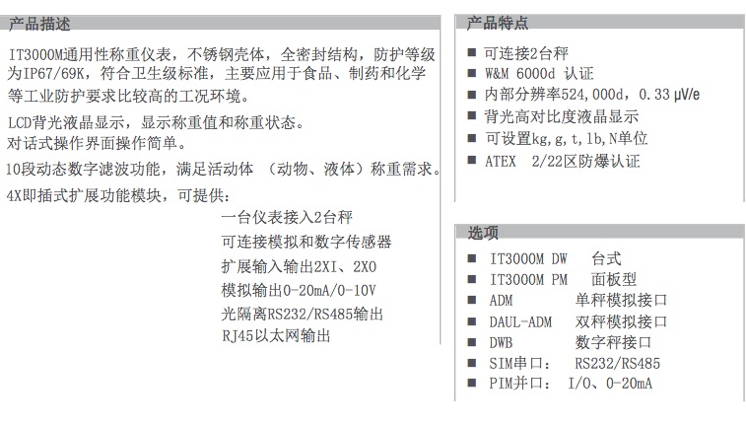 产品描述
IT3000M通用性称重仪表，不锈钢壳体，全密封结构，防护等级
为IP67/69K，符合卫生级标准，主要应用于食品、制药和化学
等工业防护要求比较高的工况环境。
LCD背光液晶显示，显示称重值和称重状态。
对话式操作界面操作简单。
10段动态数字滤波功能，满足活动体 （动物、液体）称重需求。
4X即插式扩展功能模块，可提供：
一台仪表接入2台秤
可连接模拟和数字传感器
扩展输入输出2XI、2XO
模拟输出0-20mA/0-10V
光隔离RS232/RS485输出
RJ45以太网输出
产品特点
■ 可连接2台秤
■ W&M 6000d 认证
■ 内部分辨率524,000d，0.33 μV/e
■ 背光高对比度液晶显示
■ 可设置kg,g,t,lb,N单位
■ ATEX 2/22区防爆认证
选项
■ IT3000M DW 台式
■ IT3000M PM 面板型
■ ADM 单秤模拟接口
■ DAUL-ADM 双秤模拟接口
■ DWB 数字秤接口
■ SIM串口： RS232/RS485
■ PIM并口： I/O、0-20mA